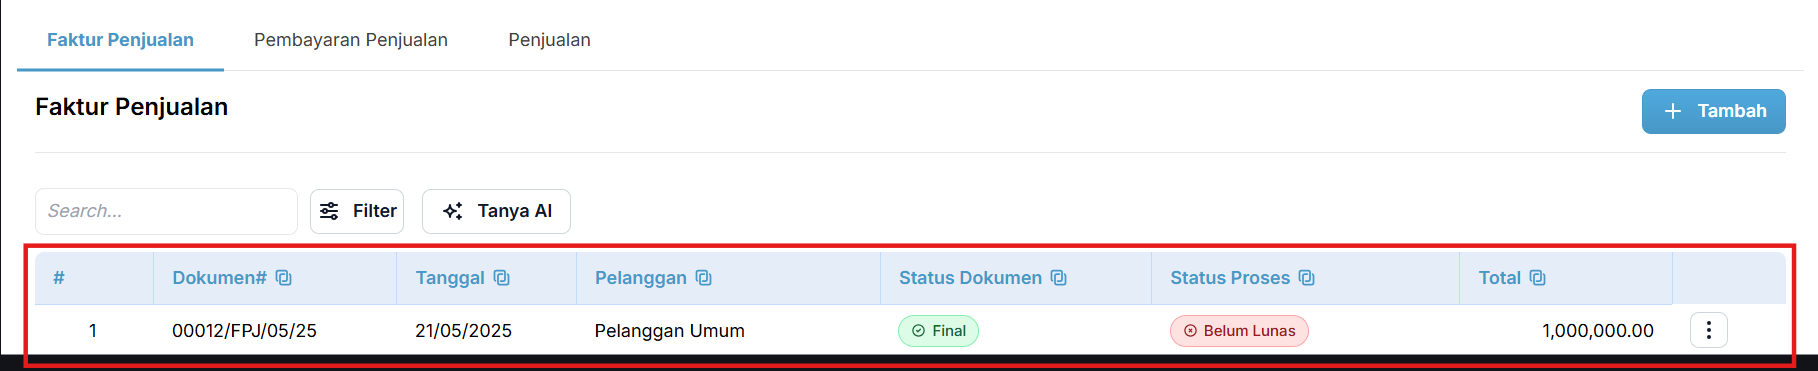 Faktur Penjualan Pembayaran Penjualan Penjualan
Faktur Penjualan
Tambah
Search...
Filter
Tanya AI
# Dokumen# Tanggal Pelanggan Status Dokumen Status Proses Total
1 00012/FPJ/05/25 21/05/2025 Pelanggan Umum Final Belum Lunas 1,000,000.00